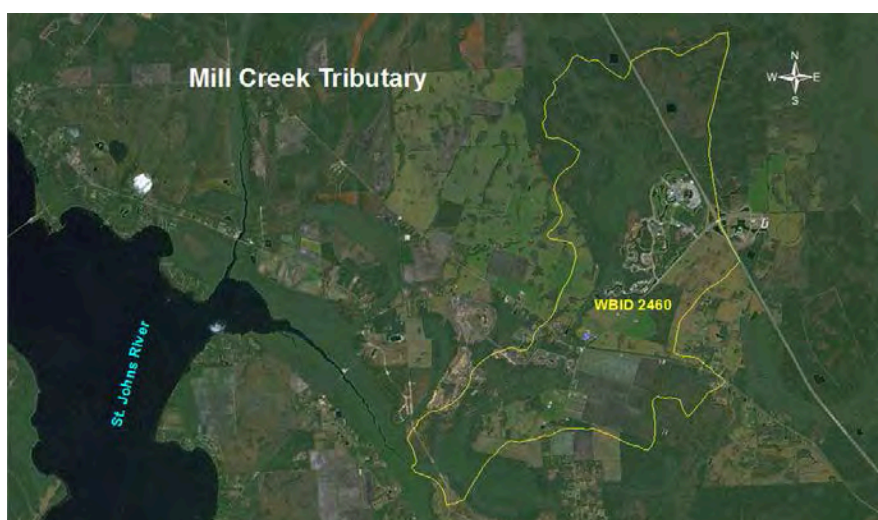 Mill Creek Tributary
N
W E
S
WBID 2460
St. Johns River